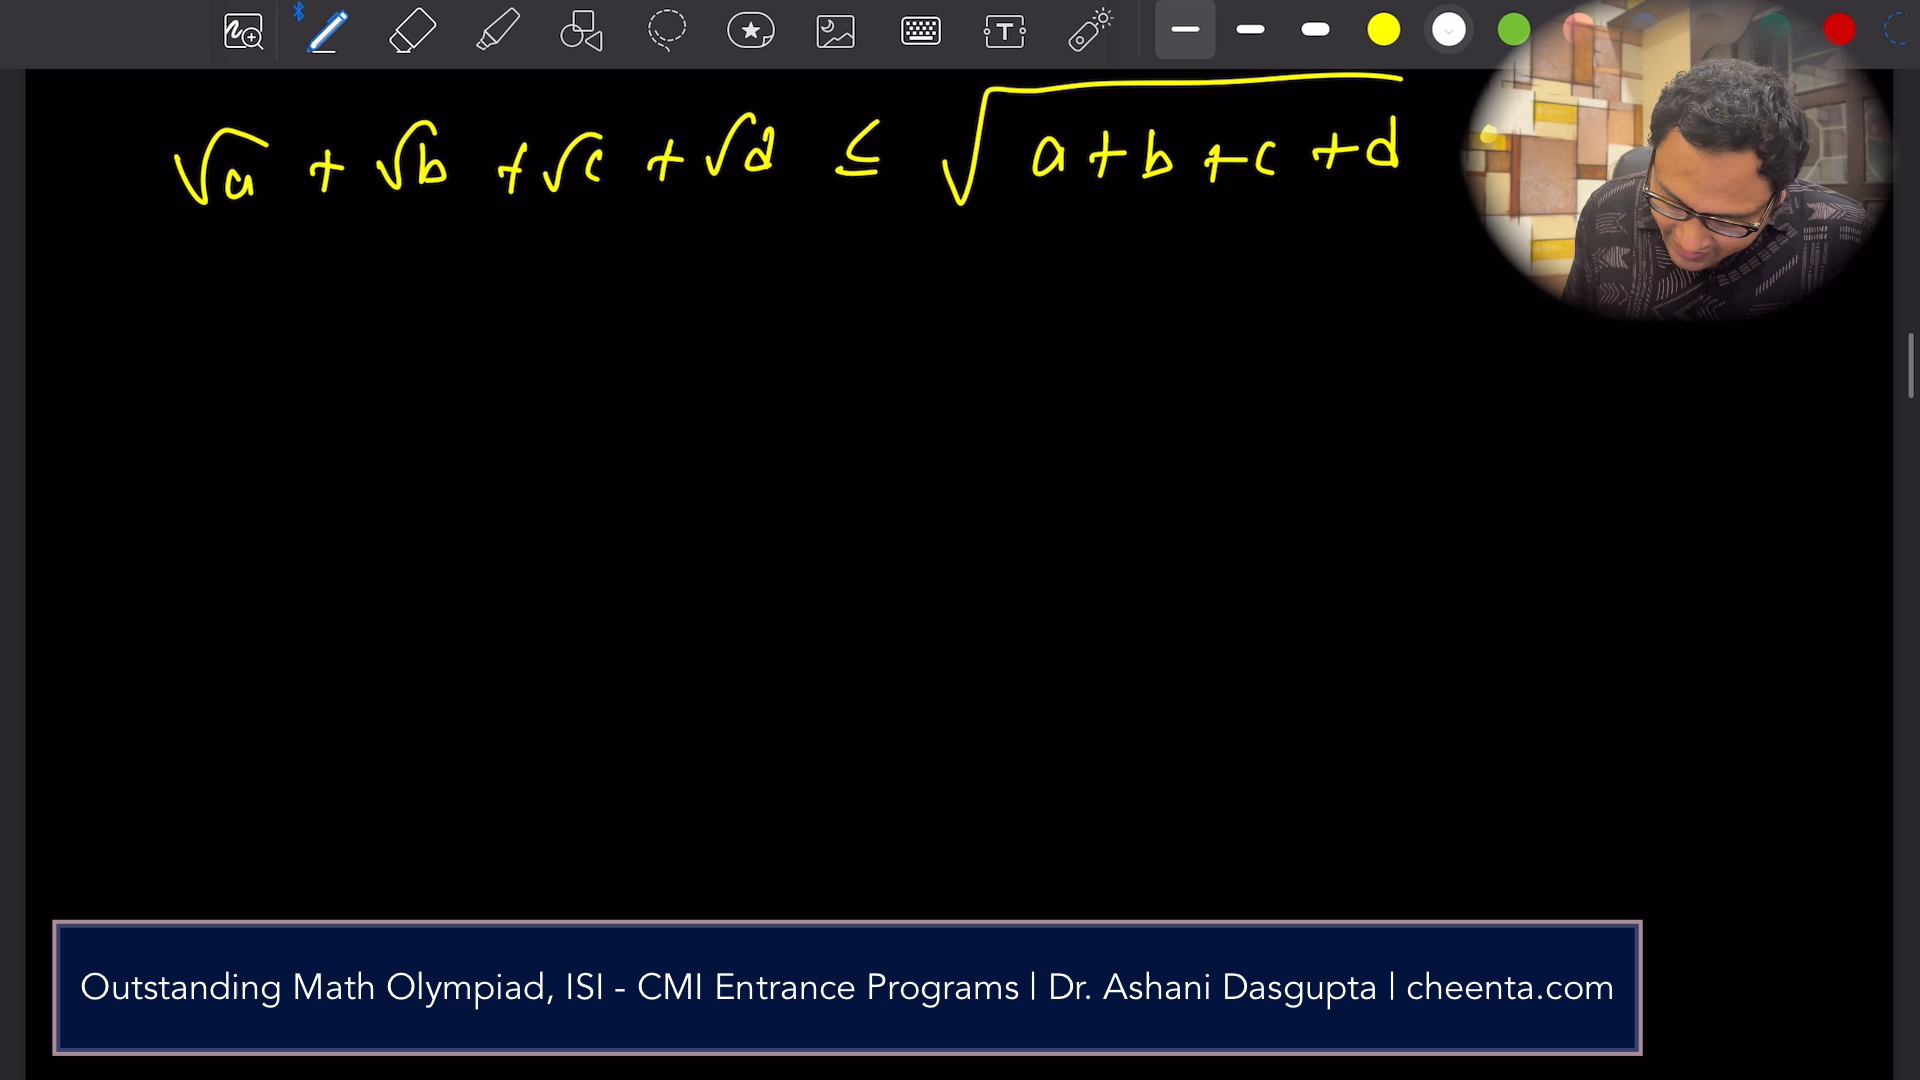 √a + √b + √c + √d ≤ √(a + b + c + d)
T
Outstanding Math Olympiad, ISI - CMI Entrance Programs | Dr. Ashani Dasgupta | cheenta.com